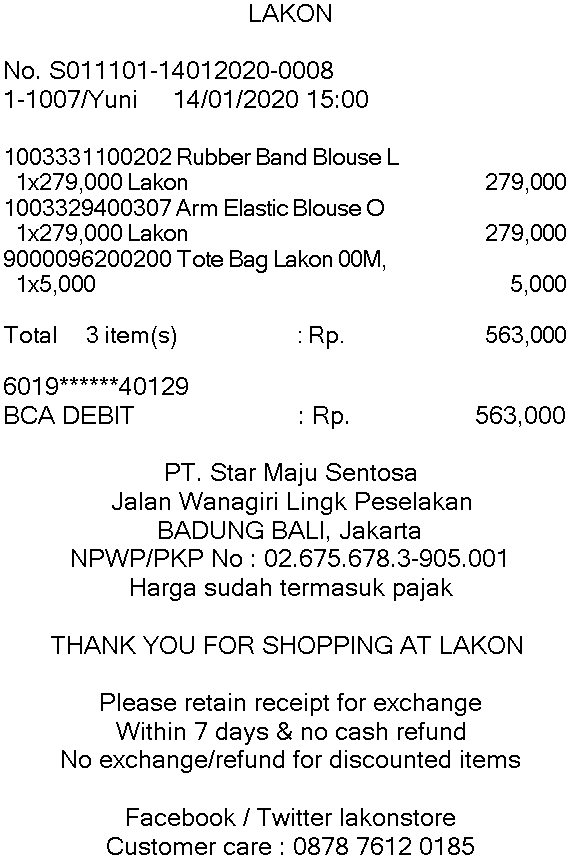 LAKON
No. S011101-14012020-0008
1-1007/Yuni 14/01/2020 15:00
1003331100202 Rubber Band Blouse L
1x279,000 Lakon 279,000
1003329400307 Arm Elastic Blouse O
1x279,000 Lakon 279,000
9000096200200 Tote Bag Lakon 00M,
1x5,000 5,000
Total 3 item(s) : Rp. 563,000
6019******40129
BCA DEBIT : Rp. 563,000
PT. Star Maju Sentosa
Jalan Wanagiri Lingk Peselakan
BADUNG BALI, Jakarta
NPWP/PKP No : 02.675.678.3-905.001
Harga sudah termasuk pajak
THANK YOU FOR SHOPPING AT LAKON
Please retain receipt for exchange
Within 7 days & no cash refund
No exchange/refund for discounted items
Facebook / Twitter lakonstore
Customer care : 0878 7612 0185